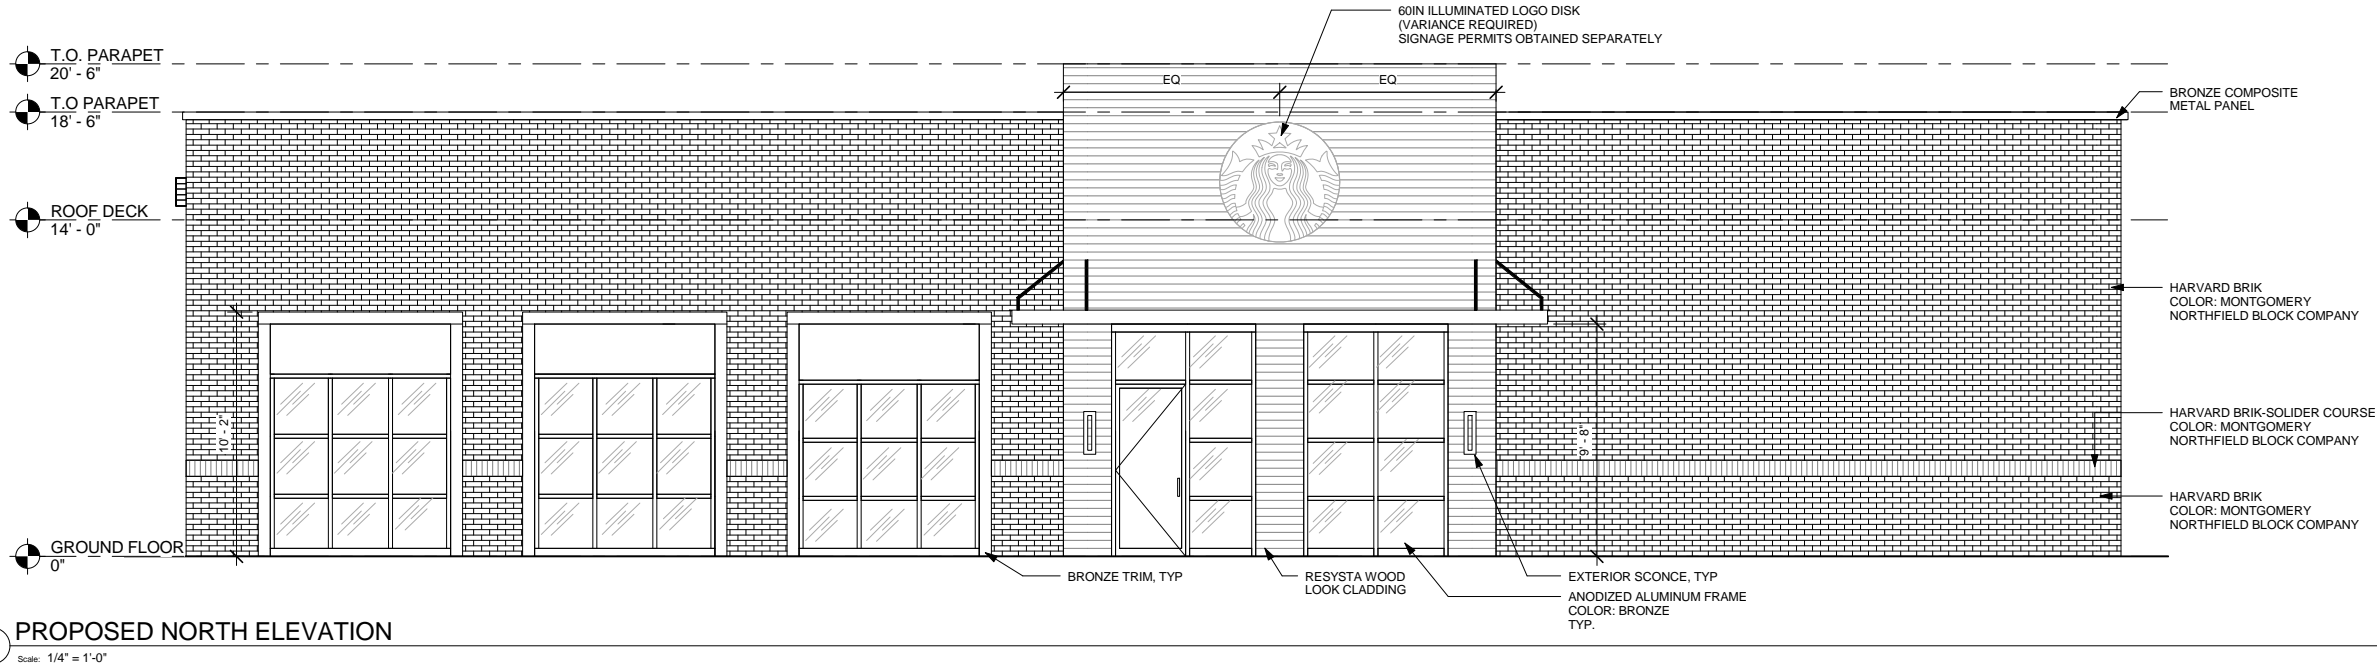 60IN ILLUMINATED LOGO DISK
(VARIANCE REQUIRED)
SIGNAGE PERMITS OBTAINED SEPARATELY
T.O. PARAPET
20' - 6"
EQ
EQ
T.O PARAPET
18' - 6"
BRONZE COMPOSITE
METAL PANEL
ROOF DECK
14' - 0"
HARVARD BRIK
COLOR: MONTGOMERY
NORTHFIELD BLOCK COMPANY
10' - 2"
9' - 8"
HARVARD BRIK-SOLIDER COURSE
COLOR: MONTGOMERY
NORTHFIELD BLOCK COMPANY
HARVARD BRIK
COLOR: MONTGOMERY
NORTHFIELD BLOCK COMPANY
GROUND FLOOR
0"
BRONZE TRIM, TYP
RESYSTA WOOD
LOOK CLADDING
EXTERIOR SCONCE, TYP
ANODIZED ALUMINUM FRAME
COLOR: BRONZE
TYP.
PROPOSED NORTH ELEVATION
Scale: 1/4" = 1'-0"